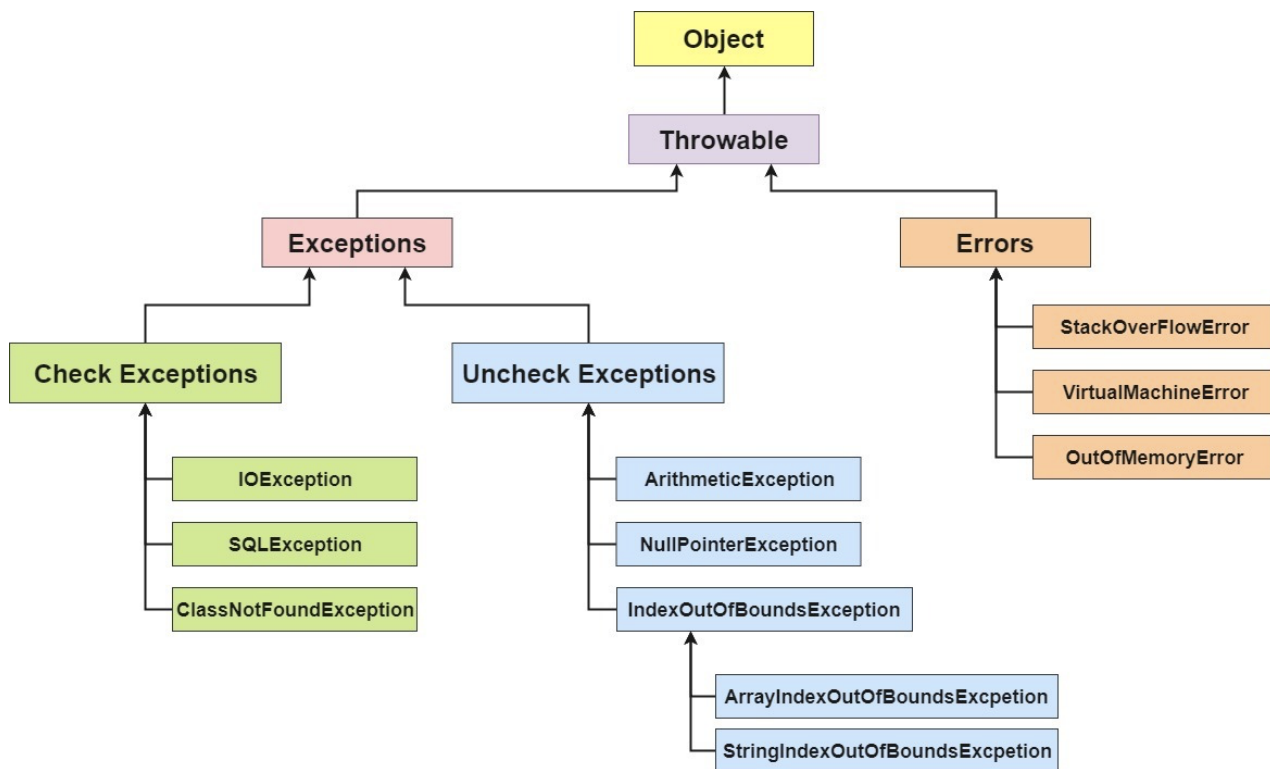 Object
Throwable
Exceptions
Errors
StackOverFlowError
Check Exceptions
Uncheck Exceptions
VirtualMachineError
OutOfMemoryError
IOException
ArithmeticException
SQLException
NullPointerException
ClassNotFoundException
IndexOutOfBoundsException
ArrayIndexOutOfBoundsExcpetion
StringIndexOutOfBoundsExcpetion